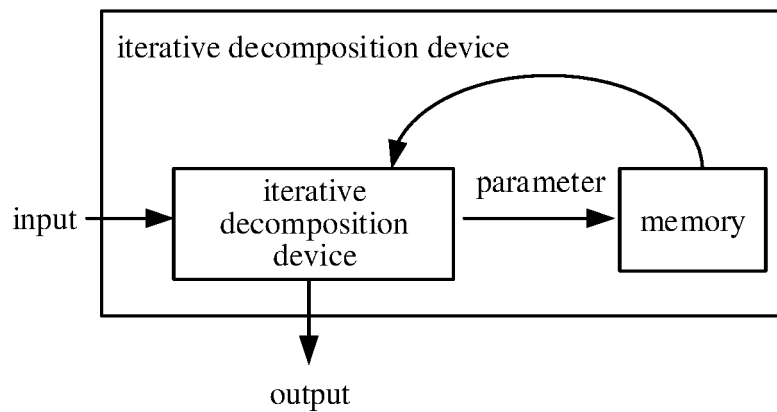 iterative decomposition device
iterative
decomposition
device
parameter
memory
input
output